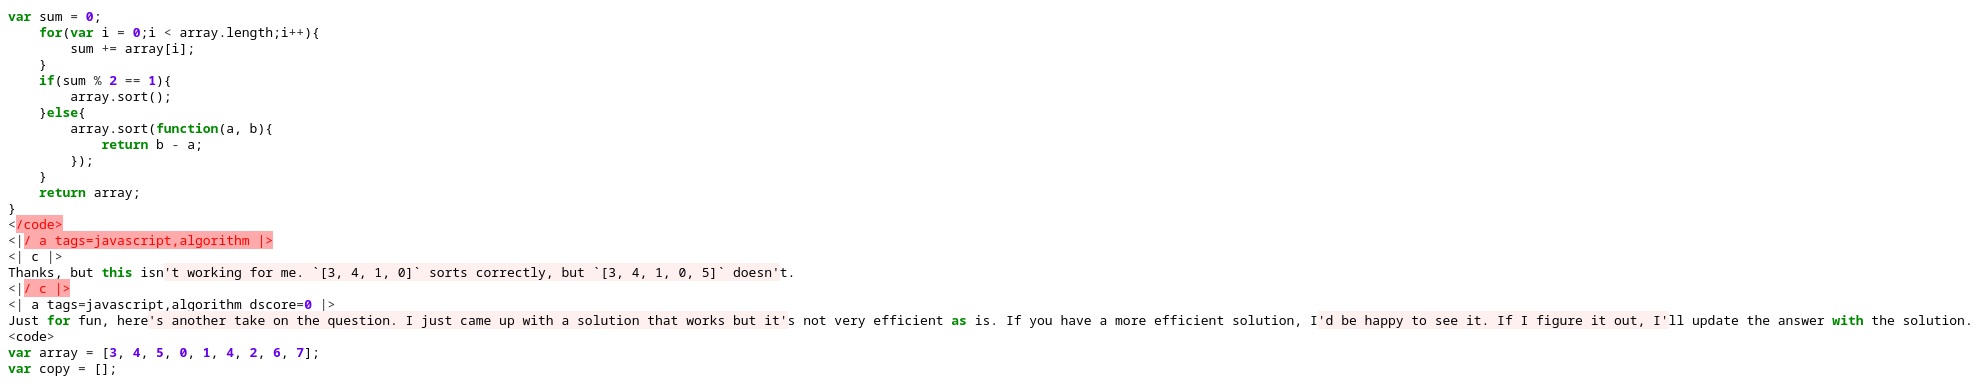 var sum = 0;
    for(var i = 0;i < array.length;i++){
        sum += array[i];
    }
    if(sum % 2 == 1){
        array.sort();
    }else{
        array.sort(function(a, b){
            return b - a;
        });
    }
    return array;
}
</code>
<|/ a tags=javascript,algorithm |>
<| c |>
Thanks, but this isn't working for me. `[3, 4, 1, 0]` sorts correctly, but `[3, 4, 1, 0, 5]` doesn't.
<|/ c |>
<| a tags=javascript,algorithm dscore=0 |>
Just for fun, here's another take on the question. I just came up with a solution that works but it's not very efficient as is. If you have a more efficient solution, I'd be happy to see it. If I figure it out, I'll update the answer with the solution.
<code>
var array = [3, 4, 5, 0, 1, 4, 2, 6, 7];
var copy = [];